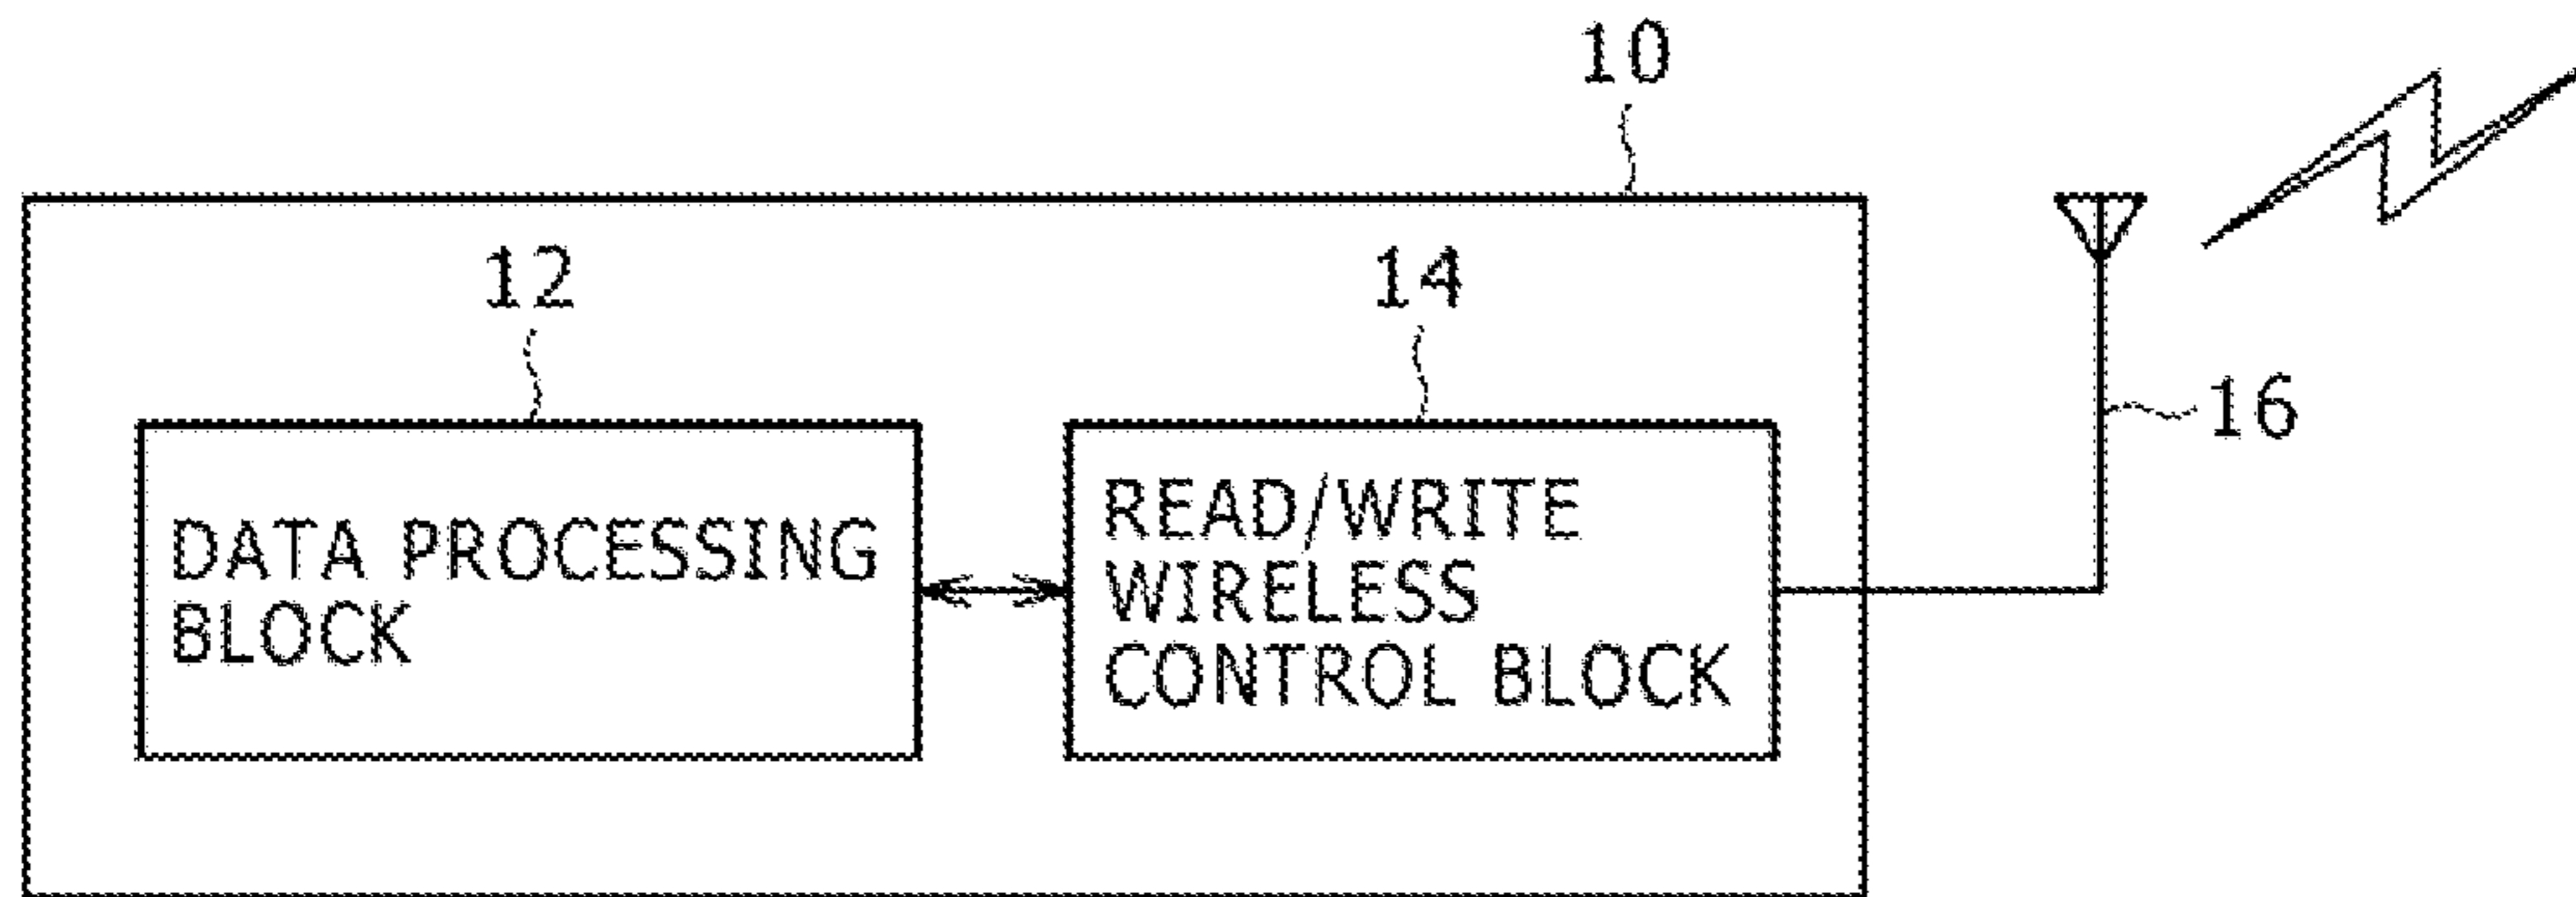 10
12
14
16
DATA PROCESSING
BLOCK
READ/WRITE
WIRELESS
CONTROL BLOCK